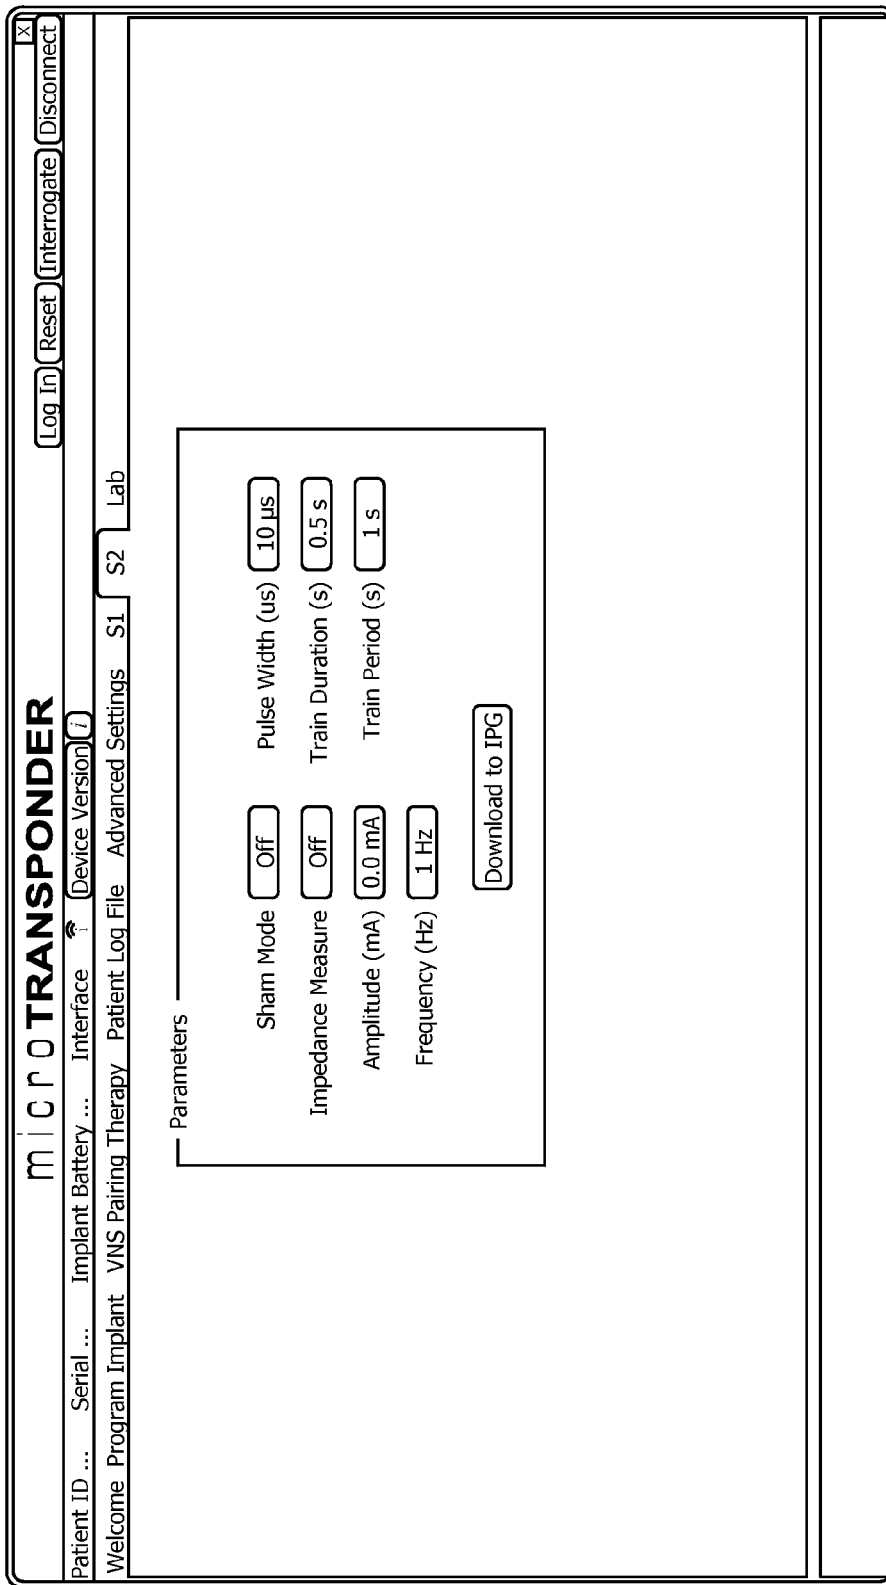 X
microTRANSPONDER
Log In Reset Interrogate Disconnect
Patient ID ... Serial ... Implant Battery ... Interface Device Version i
Welcome Program Implant VNS Pairing Therapy Patient Log File Advanced Settings S1 S2 Lab
Parameters
Sham Mode Off Pulse Width (us) 10 µs
Impedance Measure Off Train Duration (s) 0.5 s
Amplitude (mA) 0.0 mA Train Period (s) 1 s
Frequency (Hz) 1 Hz
Download to IPG